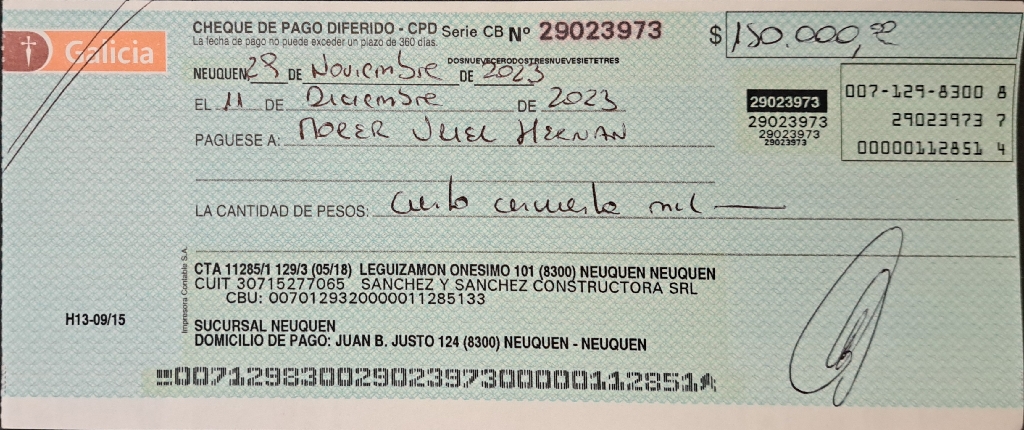 Galicia
CHEQUE DE PAGO DIFERIDO - CPD Serie CB Nº 29023973
$ 150.000,00
La fecha de pago no puede exceder un plazo de 360 días.
DOSNUEVECERODOSTRESNUEVESIETETRES
NEUQUEN, 29 DE Noviembre DE 2023
EL 11 DE Diciembre DE 2023
PAGUESE A: MORER URIEL HERNAN
29023973
29023973
29023973
29023973
007-129-8300 8
29023973 7
00000112851 4
LA CANTIDAD DE PESOS: ciento cincuenta mil
CTA 11285/1 129/3 (05/18) LEGUIZAMON ONESIMO 101 (8300) NEUQUEN NEUQUEN
CUIT 30715277065 SANCHEZ Y SANCHEZ CONSTRUCTORA SRL
CBU: 0070129320000011285133
Impresora Contable S.A.
H13-09/15
SUCURSAL NEUQUEN
DOMICILIO DE PAGO: JUAN B. JUSTO 124 (8300) NEUQUEN - NEUQUEN
00712983002902397300000112851